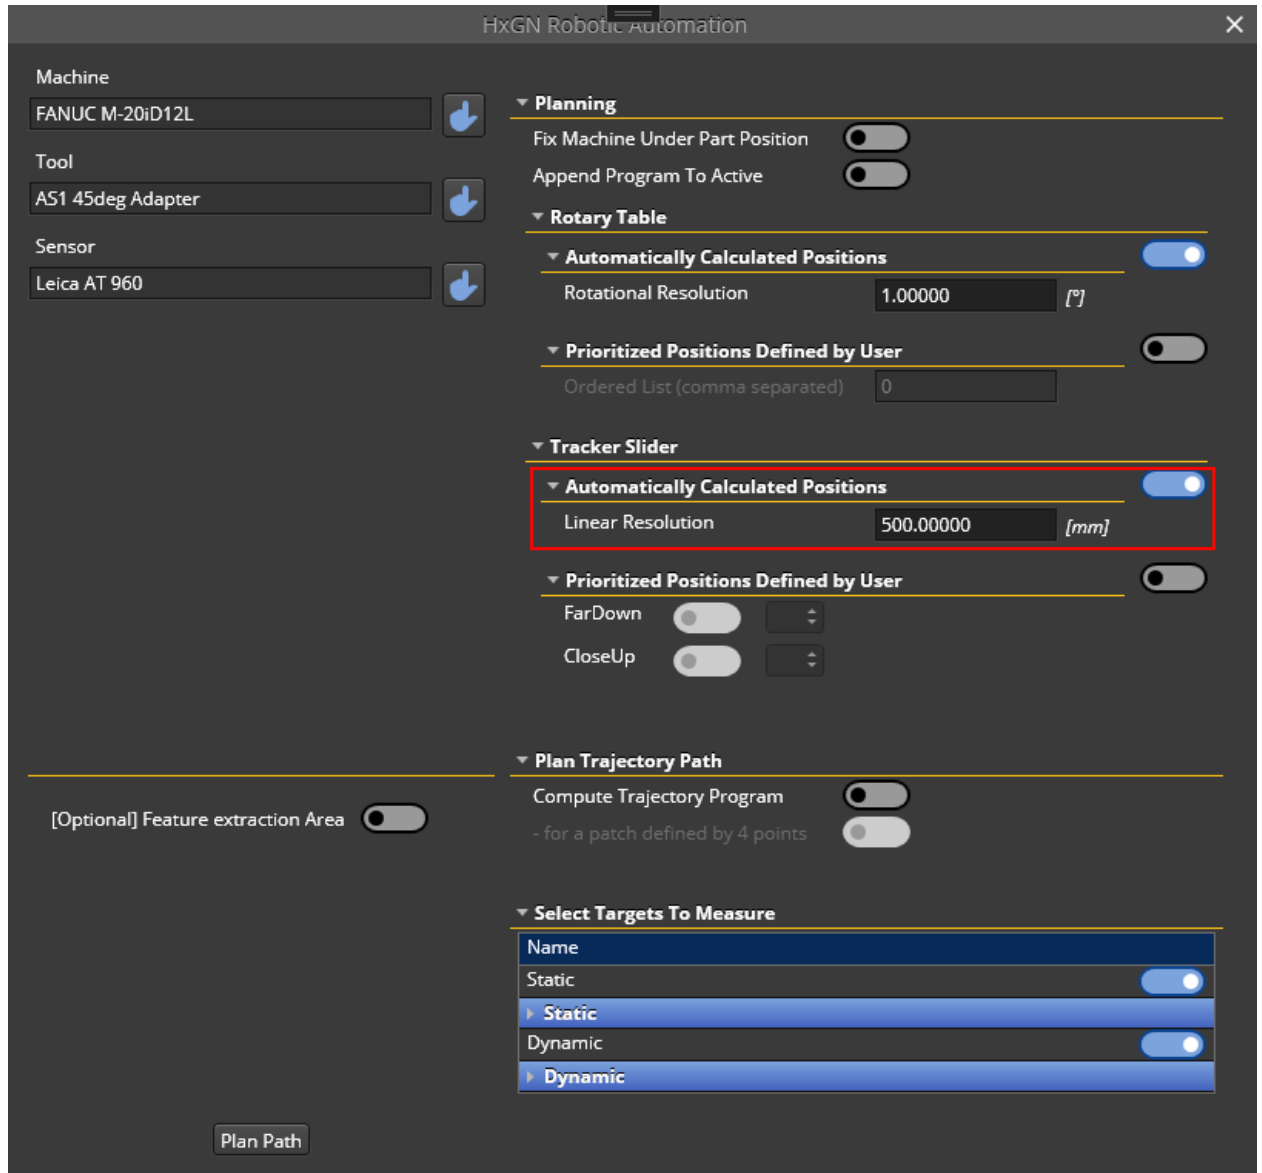 HxGN Robotic Automation
Machine
FANUC M-20iD12L
Tool
AS1 45deg Adapter
Sensor
Leica AT 960
[Optional] Feature extraction Area
Plan Path
Planning
Fix Machine Under Part Position
Append Program To Active
Rotary Table
Automatically Calculated Positions
Rotational Resolution 1.00000 [°]
Prioritized Positions Defined by User
Ordered List (comma separated) 0
Tracker Slider
Automatically Calculated Positions
Linear Resolution 500.00000 [mm]
Prioritized Positions Defined by User
FarDown
CloseUp
Plan Trajectory Path
Compute Trajectory Program
- for a patch defined by 4 points
Select Targets To Measure
Name
Static
Static
Dynamic
Dynamic